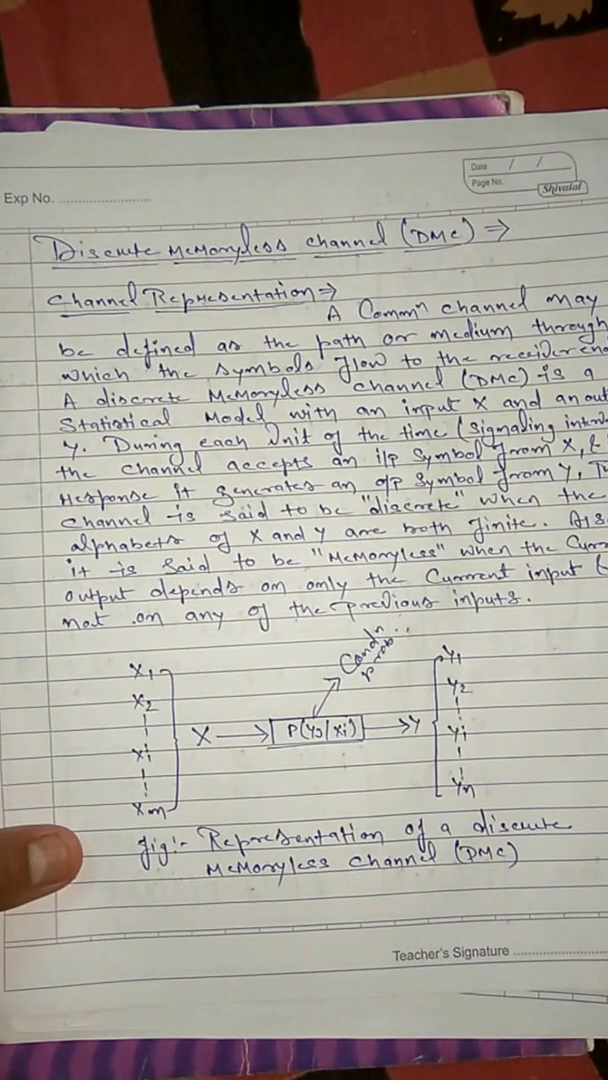 Date / /
Page No.
Shivalal
Exp No. ........................
Discrete Memoryless channel (DMC) ⇒
Channel Representation ⇒
A Commn channel may
be defined as the path or medium through
which the symbols flow to the receiver en
A discrete Memoryless channel (DMC) is a
Statistical Model with an input X and an out
Y. During each Unit of the time (signaling inter
the channel accepts an i/p symbol from X, &
response it generates an o/p symbol from Y, T
channel is said to be "discrete" when the
alphabets of X and Y are both finite. Als
it is said to be "Memoryless" when the Curr
output depends on only the Current input (
not on any of the previous inputs.
Condn
prob..
X1
X2
Xi
Xm
X → P(yj/xi) → Y
Y1
Y2
Yi
Yn
fig:- Representation of a discrete
Memoryless channel (DMC)
Teacher's Signature ........................